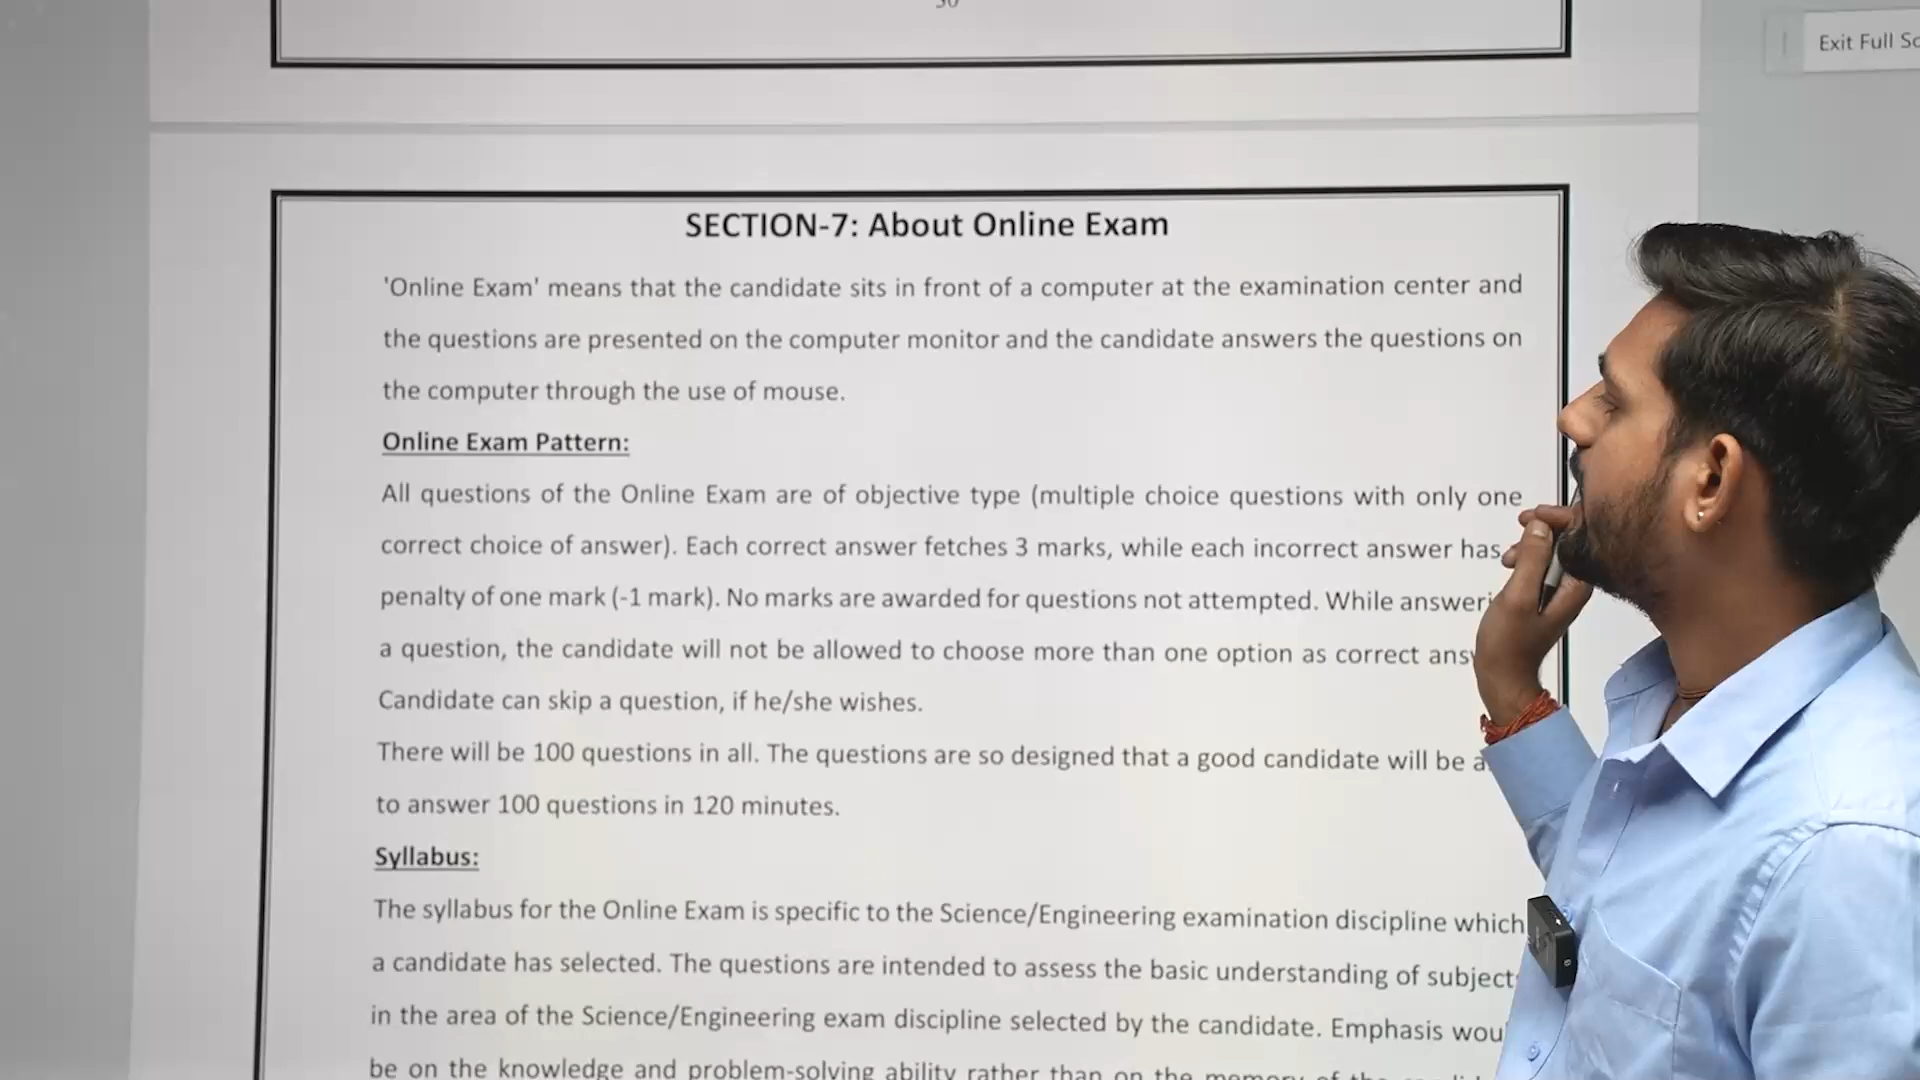 Exit Full Sc
SECTION-7: About Online Exam
'Online Exam' means that the candidate sits in front of a computer at the examination center and
the questions are presented on the computer monitor and the candidate answers the questions on
the computer through the use of mouse.
Online Exam Pattern:
All questions of the Online Exam are of objective type (multiple choice questions with only one
correct choice of answer). Each correct answer fetches 3 marks, while each incorrect answer has
penalty of one mark (-1 mark). No marks are awarded for questions not attempted. While answeri
a question, the candidate will not be allowed to choose more than one option as correct ans
Candidate can skip a question, if he/she wishes.
There will be 100 questions in all. The questions are so designed that a good candidate will be a
to answer 100 questions in 120 minutes.
Syllabus:
The syllabus for the Online Exam is specific to the Science/Engineering examination discipline which
a candidate has selected. The questions are intended to assess the basic understanding of subject
in the area of the Science/Engineering exam discipline selected by the candidate. Emphasis wou
be on the knowledge and problem-solving ability rather than on the memory of the